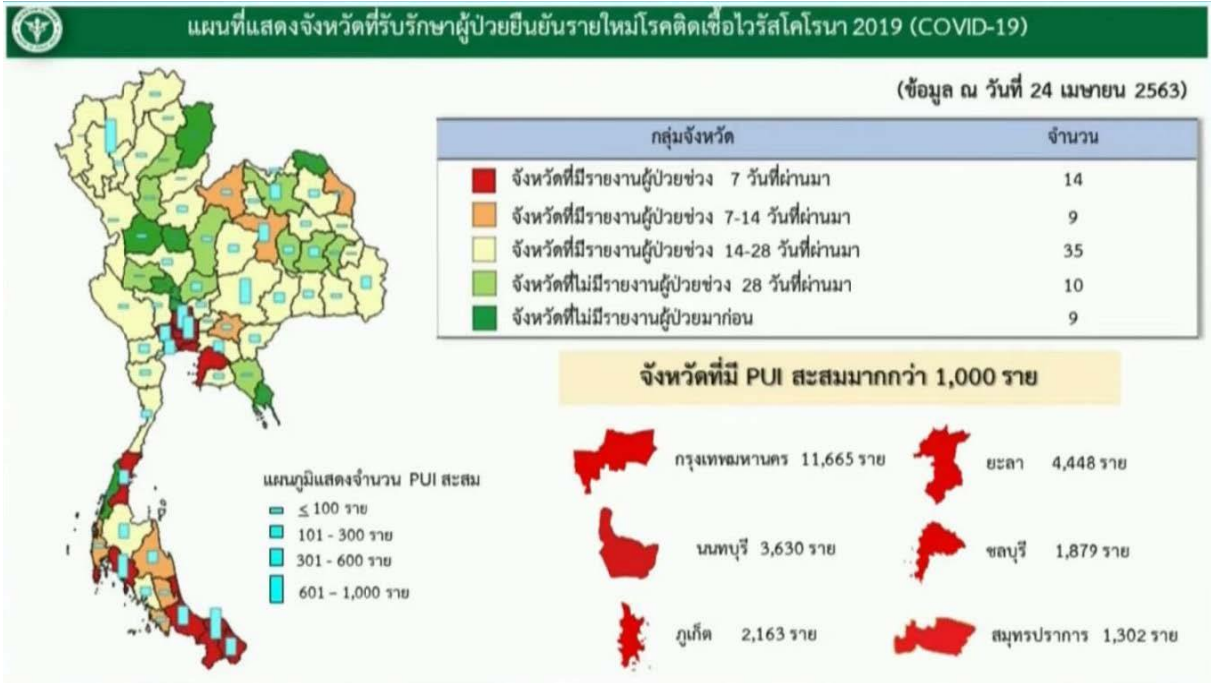 แผนที่แสดงจังหวัดที่รับรักษาผู้ป่วยยืนยันรายใหม่โรคติดเชื้อไวรัสโคโรนา 2019 (COVID-19)
(ข้อมูล ณ วันที่ 24 เมษายน 2563)
กลุ่มจังหวัด จำนวน
จังหวัดที่มีรายงานผู้ป่วยช่วง 7 วันที่ผ่านมา 14
จังหวัดที่มีรายงานผู้ป่วยช่วง 7-14 วันที่ผ่านมา 9
จังหวัดที่มีรายงานผู้ป่วยช่วง 14-28 วันที่ผ่านมา 35
จังหวัดที่ไม่มีรายงานผู้ป่วยช่วง 28 วันที่ผ่านมา 10
จังหวัดที่ไม่มีรายงานผู้ป่วยมาก่อน 9
จังหวัดที่มี PUI สะสมมากกว่า 1,000 ราย
กรุงเทพมหานคร 11,665 ราย
ยะลา 4,448 ราย
นนทบุรี 3,630 ราย
ชลบุรี 1,879 ราย
ภูเก็ต 2,163 ราย
สมุทรปราการ 1,302 ราย
แผนภูมิแสดงจำนวน PUI สะสม
≤ 100 ราย
101 - 300 ราย
301 - 600 ราย
601 – 1,000 ราย